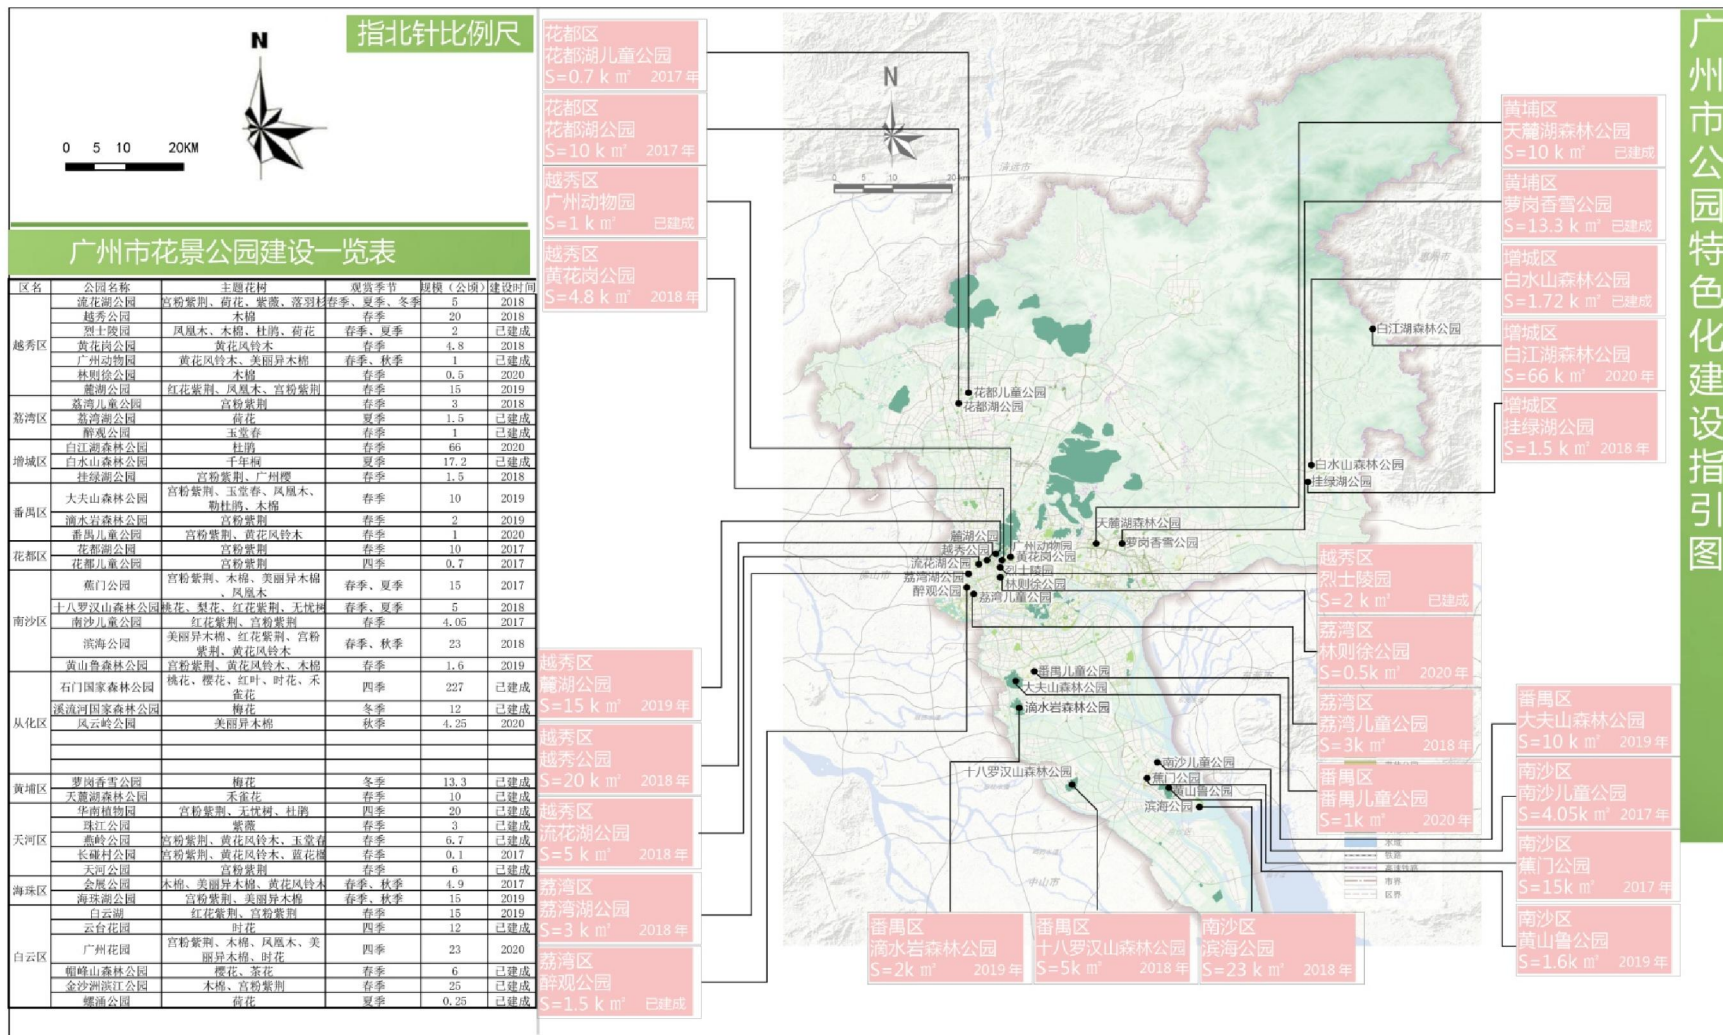 指北针比例尺
N
0 5 10 20KM
广州市花景公园建设一览表
区名 公园名称 主题花树 观赏季节 规模（公顷） 建设时间
越秀区
流花湖公园 宫粉紫荆、荷花、紫薇、落羽杉 春季、夏季、冬季 5 2018
越秀公园 木棉 春季 20 2018
烈士陵园 凤凰木、木棉、杜鹃、荷花 春季、夏季 2 已建成
黄花岗公园 黄花风铃木 春季 4.8 2018
广州动物园 黄花风铃木、美丽异木棉 春季、秋季 1 已建成
林则徐公园 木棉 春季 0.5 2020
麓湖公园 红花紫荆、凤凰木、宫粉紫荆 春季 15 2019
荔湾区
荔湾儿童公园 宫粉紫荆 春季 3 2018
荔湾湖公园 荷花 夏季 1.5 已建成
醉观公园 玉堂春 春季 1 已建成
增城区
白江湖森林公园 杜鹃 春季 66 2020
白水山森林公园 千年桐 夏季 17.2 已建成
挂绿湖公园 宫粉紫荆、广州樱 春季 1.5 2018
番禺区
大夫山森林公园 宫粉紫荆、玉堂春、凤凰木、
勒杜鹃、木棉 春季 10 2019
滴水岩森林公园 宫粉紫荆 春季 2 2019
番禺儿童公园 宫粉紫荆、黄花风铃木 春季 1 2020
花都区
花都湖公园 宫粉紫荆 春季 10 2017
花都儿童公园 宫粉紫荆 四季 0.7 2017
南沙区
蕉门公园 宫粉紫荆、木棉、美丽异木棉
、凤凰木 春季、夏季 15 2017
十八罗汉山森林公园 桃花、梨花、红花紫荆、无忧树 春季、夏季 5 2018
南沙儿童公园 红花紫荆、宫粉紫荆 春季 4.05 2017
滨海公园 美丽异木棉、红花紫荆、宫粉
紫荆、黄花风铃木 春季、秋季 23 2018
黄山鲁森林公园 宫粉紫荆、黄花风铃木、木棉 春季 1.6 2019
从化区
石门国家森林公园 桃花、樱花、红叶、时花、禾
雀花 四季 227 已建成
溪流河国家森林公园 梅花 冬季 12 已建成
风云岭公园 美丽异木棉 秋季 4.25 2020
黄埔区
萝岗香雪公园 梅花 冬季 13.3 已建成
天麓湖森林公园 禾雀花 春季 10 已建成
天河区
华南植物园 宫粉紫荆、无忧树、杜鹃 四季 20 已建成
珠江公园 紫薇 春季 3 已建成
燕岭公园 宫粉紫荆、黄花风铃木、玉堂春 春季 6.7 已建成
长碰村公园 宫粉紫荆、黄花风铃木、蓝花楹 春季 0.1 2017
天河公园 宫粉紫荆 春季 6 已建成
海珠区
会展公园 木棉、美丽异木棉、黄花风铃木 春季、秋季 4.9 2017
海珠湖公园 宫粉紫荆、美丽异木棉 春季、秋季 15 2019
白云区
白云湖 红花紫荆、宫粉紫荆 春季 15 2019
云台花园 时花 四季 12 已建成
广州花园 宫粉紫荆、木棉、凤凰木、美
丽异木棉、时花 四季 23 2020
帽峰山森林公园 樱花、茶花 春季 6 已建成
金沙洲滨江公园 木棉、宫粉紫荆 春季 25 已建成
螺涌公园 荷花 夏季 0.25 已建成
花都区
花都湖儿童公园
S=0.7 k ㎡ 2017 年
花都区
花都湖公园
S=10 k ㎡ 2017 年
越秀区
广州动物园
S=1 k ㎡ 已建成
越秀区
黄花岗公园
S=4.8 k ㎡ 2018 年
越秀区
麓湖公园
S=15 k ㎡ 2019 年
越秀区
越秀公园
S=20 k ㎡ 2018 年
越秀区
流花湖公园
S=5 k ㎡ 2018 年
荔湾区
荔湾湖公园
S=3 k ㎡ 2018 年
荔湾区
醉观公园
S=1.5 k ㎡ 已建成
N
0 5 10 20 km
清远市
佛山市
中山市
白江湖森林公园
花都儿童公园
花都湖公园
白水山森林公园
挂绿湖公园
天麓湖森林公园
萝岗香雪公园
麓湖公园
广州动物园
越秀公园
黄花岗公园
流花湖公园
烈士陵园
荔湾湖公园
林则徐公园
醉观公园
荔湾儿童公园
番禺儿童公园
大夫山森林公园
滴水岩森林公园
南沙儿童公园
十八罗汉山森林公园
蕉门公园
黄山鲁公园
滨海公园
番禺区
滴水岩森林公园
S=2k ㎡ 2019 年
番禺区
十八罗汉山森林公园
S=5k ㎡ 2018 年
南沙区
滨海公园
S=23 k ㎡ 2018 年
黄埔区
天麓湖森林公园
S=10 k ㎡ 已建成
黄埔区
萝岗香雪公园
S=13.3 k ㎡ 已建成
增城区
白水山森林公园
S=1.72 k ㎡ 已建成
增城区
白江湖森林公园
S=66 k ㎡ 2020 年
增城区
挂绿湖公园
S=1.5 k ㎡ 2018 年
越秀区
烈士陵园
S=2 k ㎡ 已建成
荔湾区
林则徐公园
S=0.5k ㎡ 2020 年
荔湾区
荔湾儿童公园
S=3k ㎡ 2018 年
番禺区
番禺儿童公园
S=1k ㎡ 2020 年
水域
铁路
高速铁路
市界
区界
番禺区
大夫山森林公园
S=10 k ㎡ 2019 年
南沙区
南沙儿童公园
S=4.05k ㎡ 2017 年
南沙区
蕉门公园
S=15k ㎡ 2017 年
南沙区
黄山鲁公园
S=1.6k ㎡ 2019 年
广州市公园特色化建设指引图